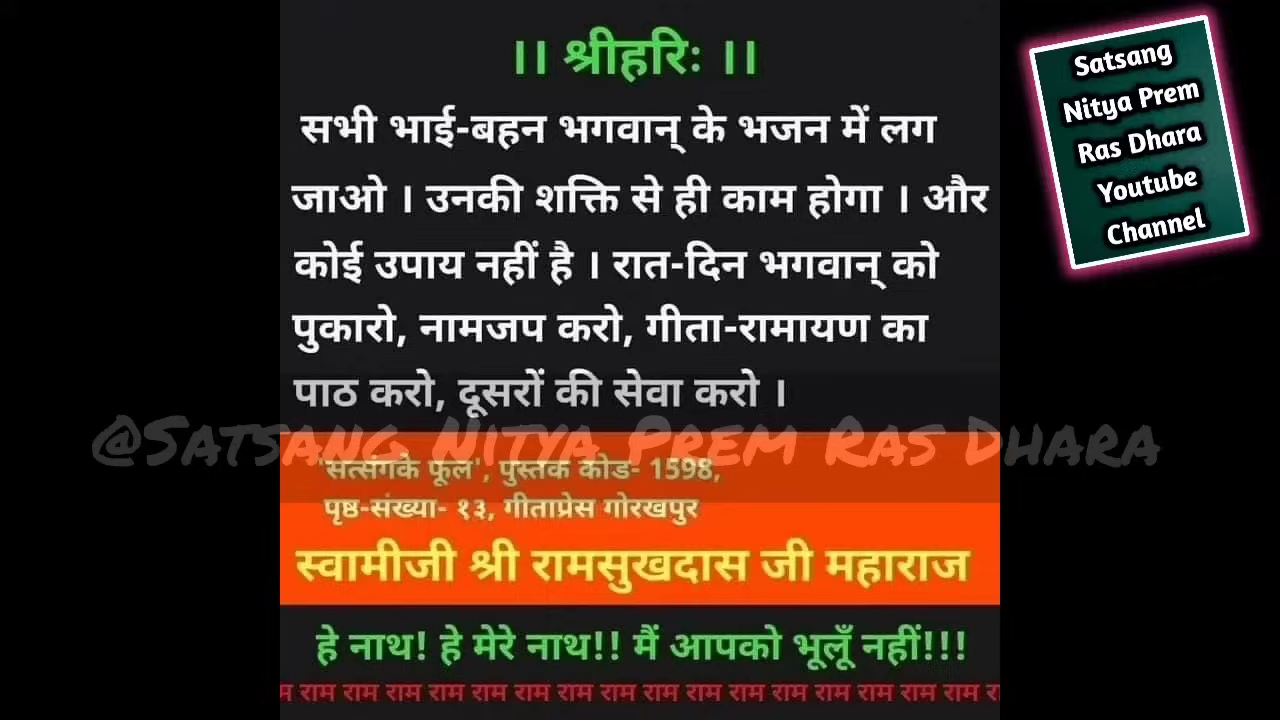 ।। श्रीहरिः ।।
सभी भाई-बहन भगवान् के भजन में लग
जाओ । उनकी शक्ति से ही काम होगा । और
कोई उपाय नहीं है । रात-दिन भगवान् को
पुकारो, नामजप करो, गीता-रामायण का
पाठ करो, दूसरों की सेवा करो ।
@Satsang Nitya Prem Ras Dhara
'सत्संगके फूल', पुस्तक कोड- 1598,
पृष्ठ-संख्या- १३, गीताप्रेस गोरखपुर
स्वामीजी श्री रामसुखदास जी महाराज
हे नाथ! हे मेरे नाथ!! मैं आपको भूलूँ नहीं!!!
म राम राम राम राम राम राम राम राम राम राम राम राम राम राम राम राम र
Satsang
Nitya Prem
Ras Dhara
Youtube
Channel